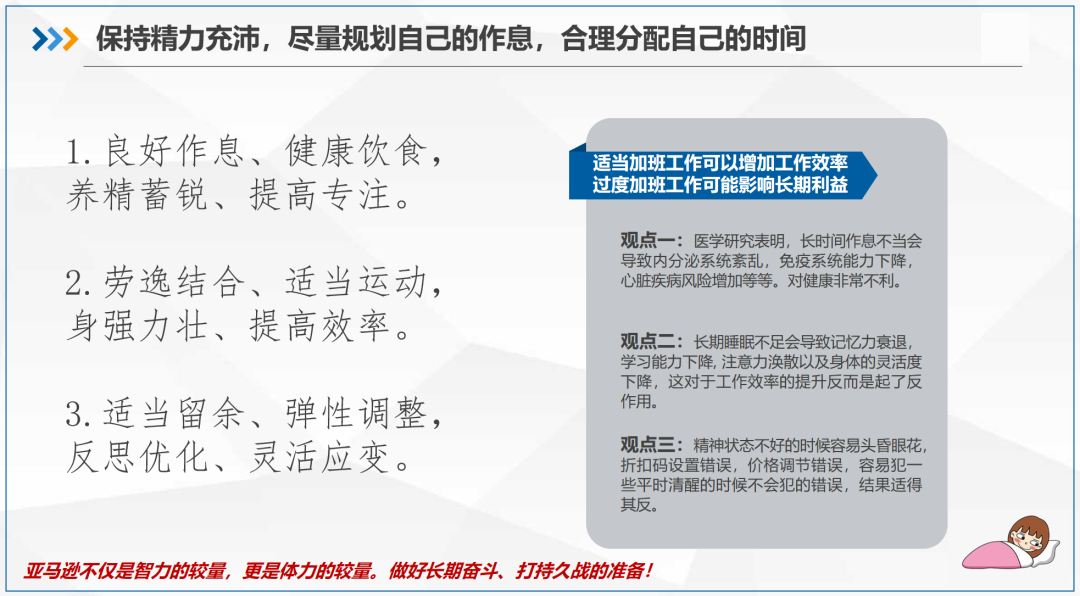 保持精力充沛，尽量规划自己的作息，合理分配自己的时间
1.良好作息、健康饮食，
养精蓄锐、提高专注。
2.劳逸结合、适当运动，
身强力壮、提高效率。
3.适当留余、弹性调整，
反思优化、灵活应变。
适当加班工作可以增加工作效率
过度加班工作可能影响长期利益
观点一：医学研究表明，长时间作息不当会
导致内分泌系统紊乱，免疫系统能力下降，
心脏疾病风险增加等等。对健康非常不利。
观点二：长期睡眠不足会导致记忆力衰退，
学习能力下降, 注意力涣散以及身体的灵活度
下降，这对于工作效率的提升反而是起了反
作用。
观点三：精神状态不好的时候容易头昏眼花，
折扣码设置错误，价格调节错误，容易犯一
些平时清醒的时候不会犯的错误，结果适得
其反。
亚马逊不仅是智力的较量，更是体力的较量。做好长期奋斗、打持久战的准备！